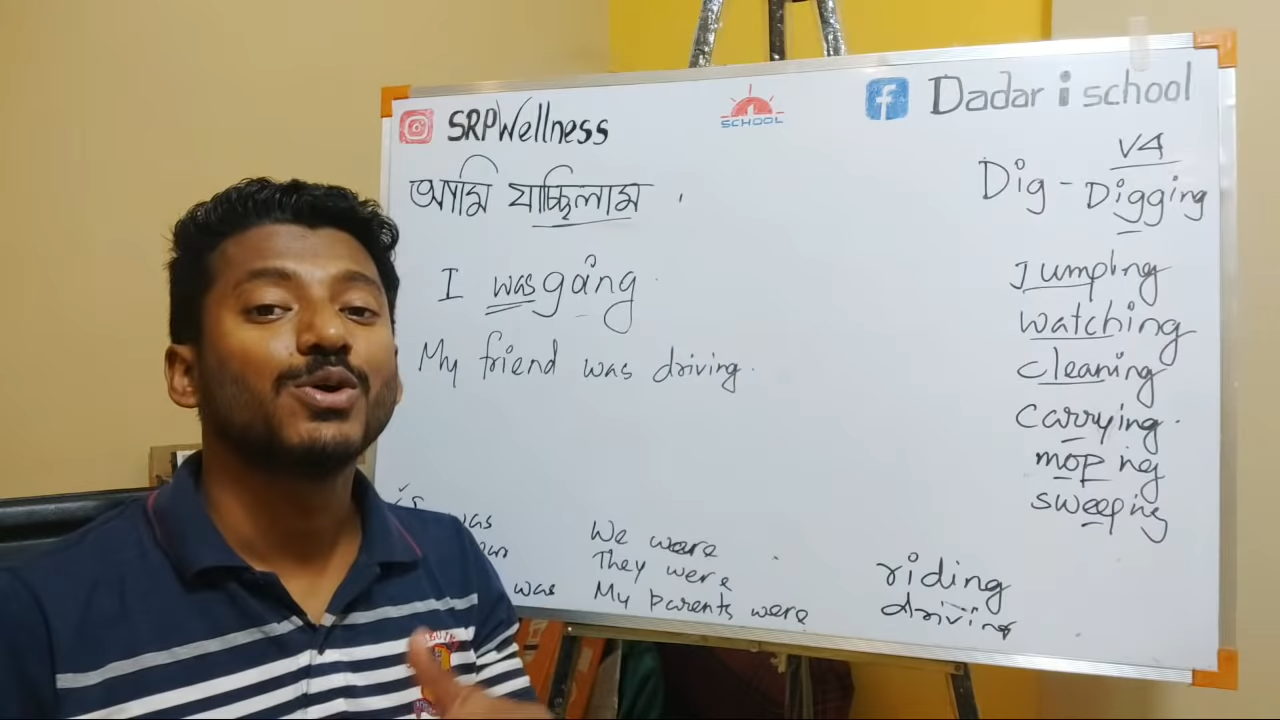 SRPWellness
SCHOOL
Dadar i school
আমি যাচ্ছিলাম .
I was going.
My friend was driving.
V4
Dig - Digging
Jumping
watching
cleaning
carrying.
moping
sweeping
was
was
We were
They were
My parents were
riding
driving